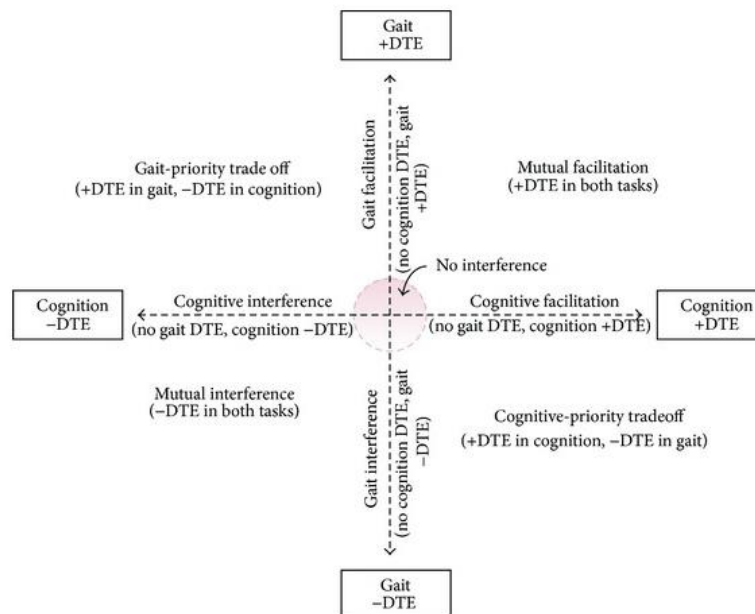 Gait
+DTE
Gait-priority trade off
(+DTE in gait, −DTE in cognition)
Gait facilitation
(no cognition DTE, gait
+DTE)
Mutual facilitation
(+DTE in both tasks)
No interference
Cognition
−DTE
Cognitive interference
(no gait DTE, cognition −DTE)
Cognitive facilitation
(no gait DTE, cognition +DTE)
Cognition
+DTE
Mutual interference
(−DTE in both tasks)
Gait interference
(no cognition DTE, gait
−DTE)
Cognitive-priority tradeoff
(+DTE in cognition, −DTE in gait)
Gait
−DTE